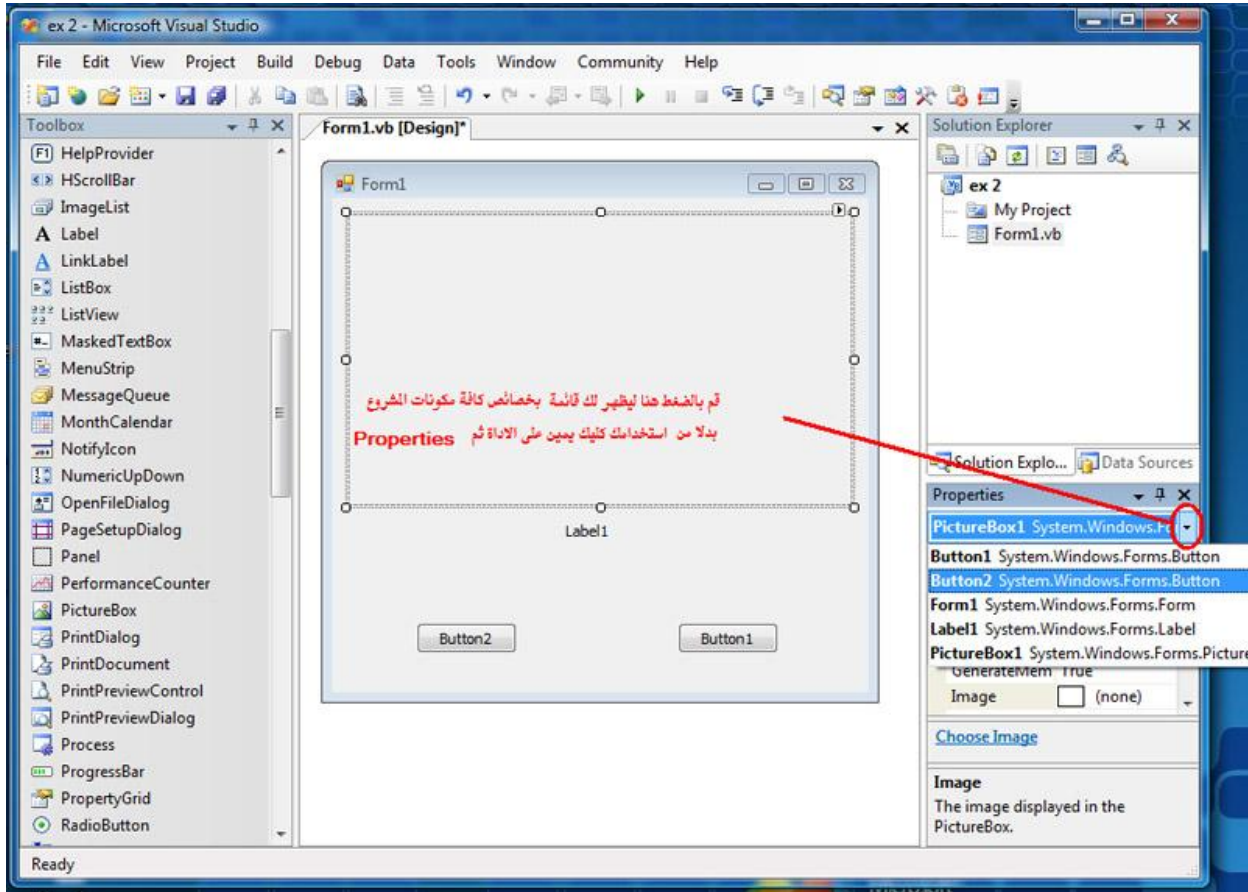 ex 2 - Microsoft Visual Studio
File Edit View Project Build Debug Data Tools Window Community Help
Toolbox
HelpProvider
HScrollBar
ImageList
A Label
A LinkLabel
ListBox
ListView
MaskedTextBox
MenuStrip
MessageQueue
MonthCalendar
NotifyIcon
NumericUpDown
OpenFileDialog
PageSetupDialog
Panel
PerformanceCounter
PictureBox
PrintDialog
PrintDocument
PrintPreviewControl
PrintPreviewDialog
Process
ProgressBar
PropertyGrid
RadioButton
Form1.vb [Design]*
Form1
قم بالضغط هنا ليظهر لك قائمة بخصائص كافة مكونات المشروع
بدلا من استخدامك كليك يمين على الاداة ثم Properties
Label1
Button2 Button1
Solution Explorer
ex 2
My Project
Form1.vb
Solution Explo... Data Sources
Properties
PictureBox1 System.Windows.Fo
Button1 System.Windows.Forms.Button
Button2 System.Windows.Forms.Button
Form1 System.Windows.Forms.Form
Label1 System.Windows.Forms.Label
PictureBox1 System.Windows.Forms.Picture
GenerateMem True
Image (none)
Choose Image
Image
The image displayed in the
PictureBox.
Ready